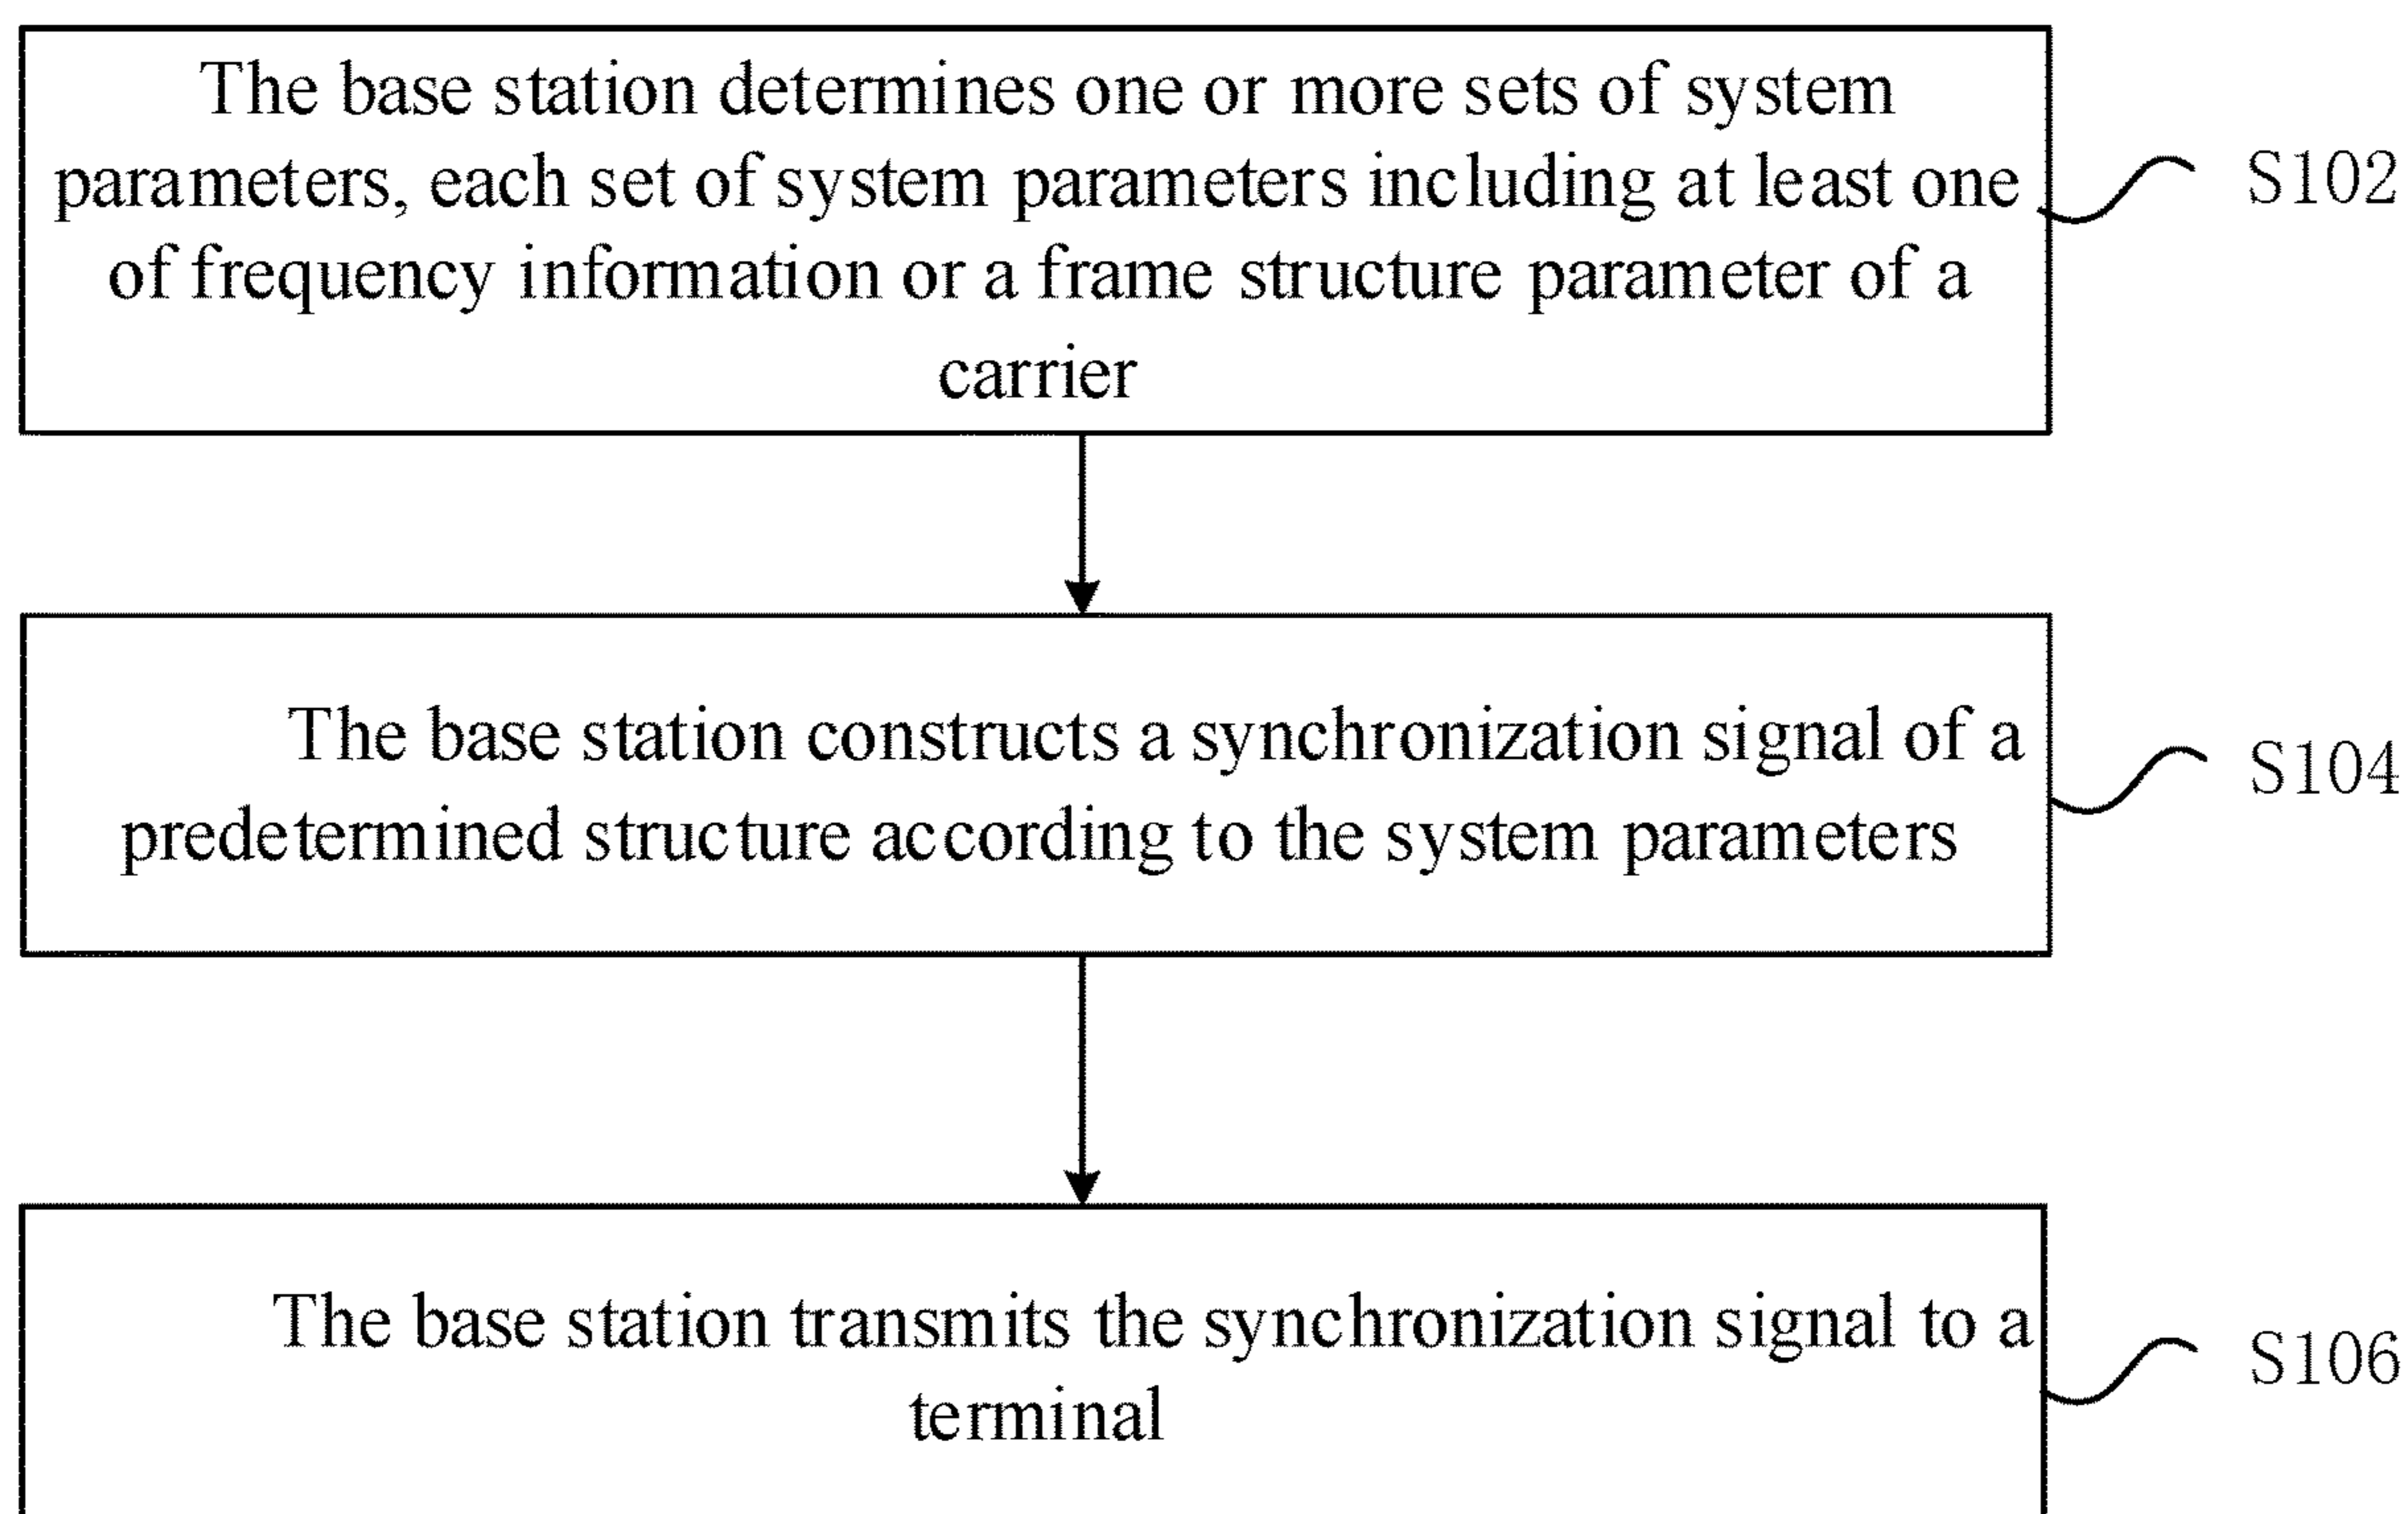 The base station determines one or more sets of system
parameters, each set of system parameters including at least one
of frequency information or a frame structure parameter of a
carrier
S102
The base station constructs a synchronization signal of a
predetermined structure according to the system parameters
S104
The base station transmits the synchronization signal to a
terminal
S106